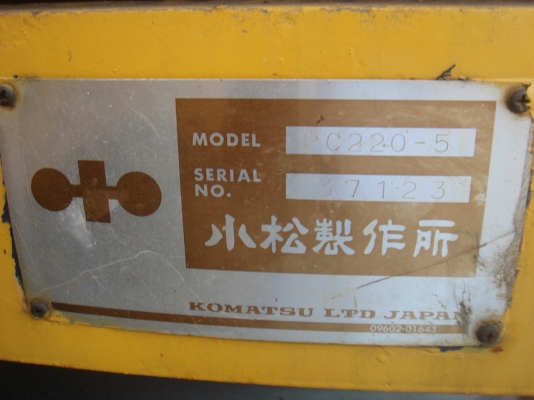 MODEL PC220-5
SERIAL NO. 37123
小松製作所
KOMATSU LTD JAPAN
09602-01643